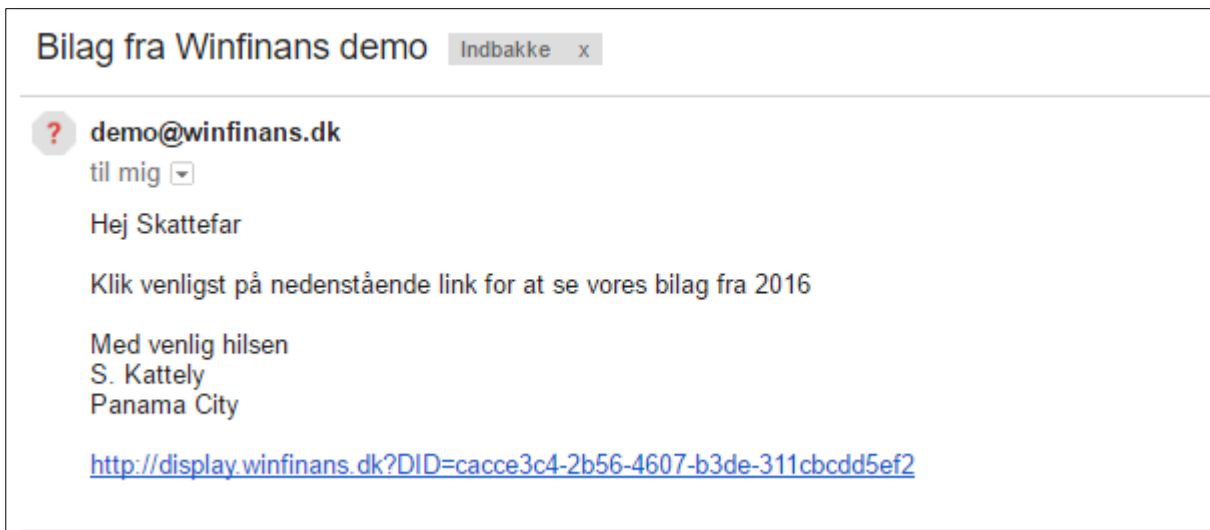 Bilag fra Winfinans demo Indbakke x
? demo@winfinans.dk
til mig
Hej Skattefar
Klik venligst på nedenstående link for at se vores bilag fra 2016
Med venlig hilsen
S. Kattely
Panama City
http://display.winfinans.dk?DID=cacce3c4-2b56-4607-b3de-311cbcdd5ef2